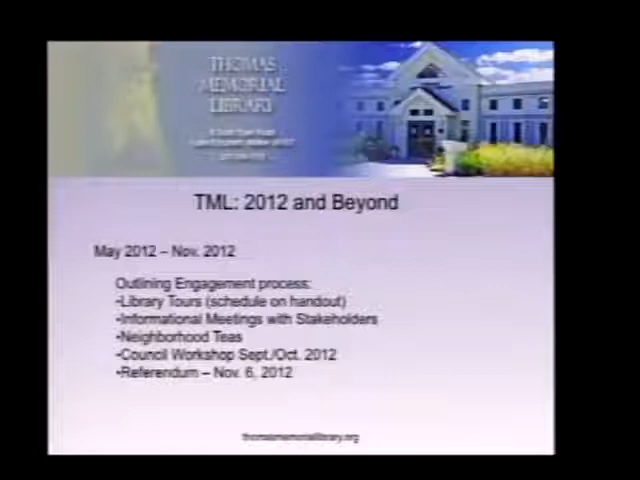 THOMAS
MEMORIAL
LIBRARY
TML: 2012 and Beyond
May 2012 – Nov. 2012
Outlining Engagement process:
•Library Tours (schedule on handout)
•Informational Meetings with Stakeholders
•Neighborhood Teas
•Council Workshop Sept./Oct. 2012
•Referendum – Nov. 6, 2012
thomasmemoriallibrary.org